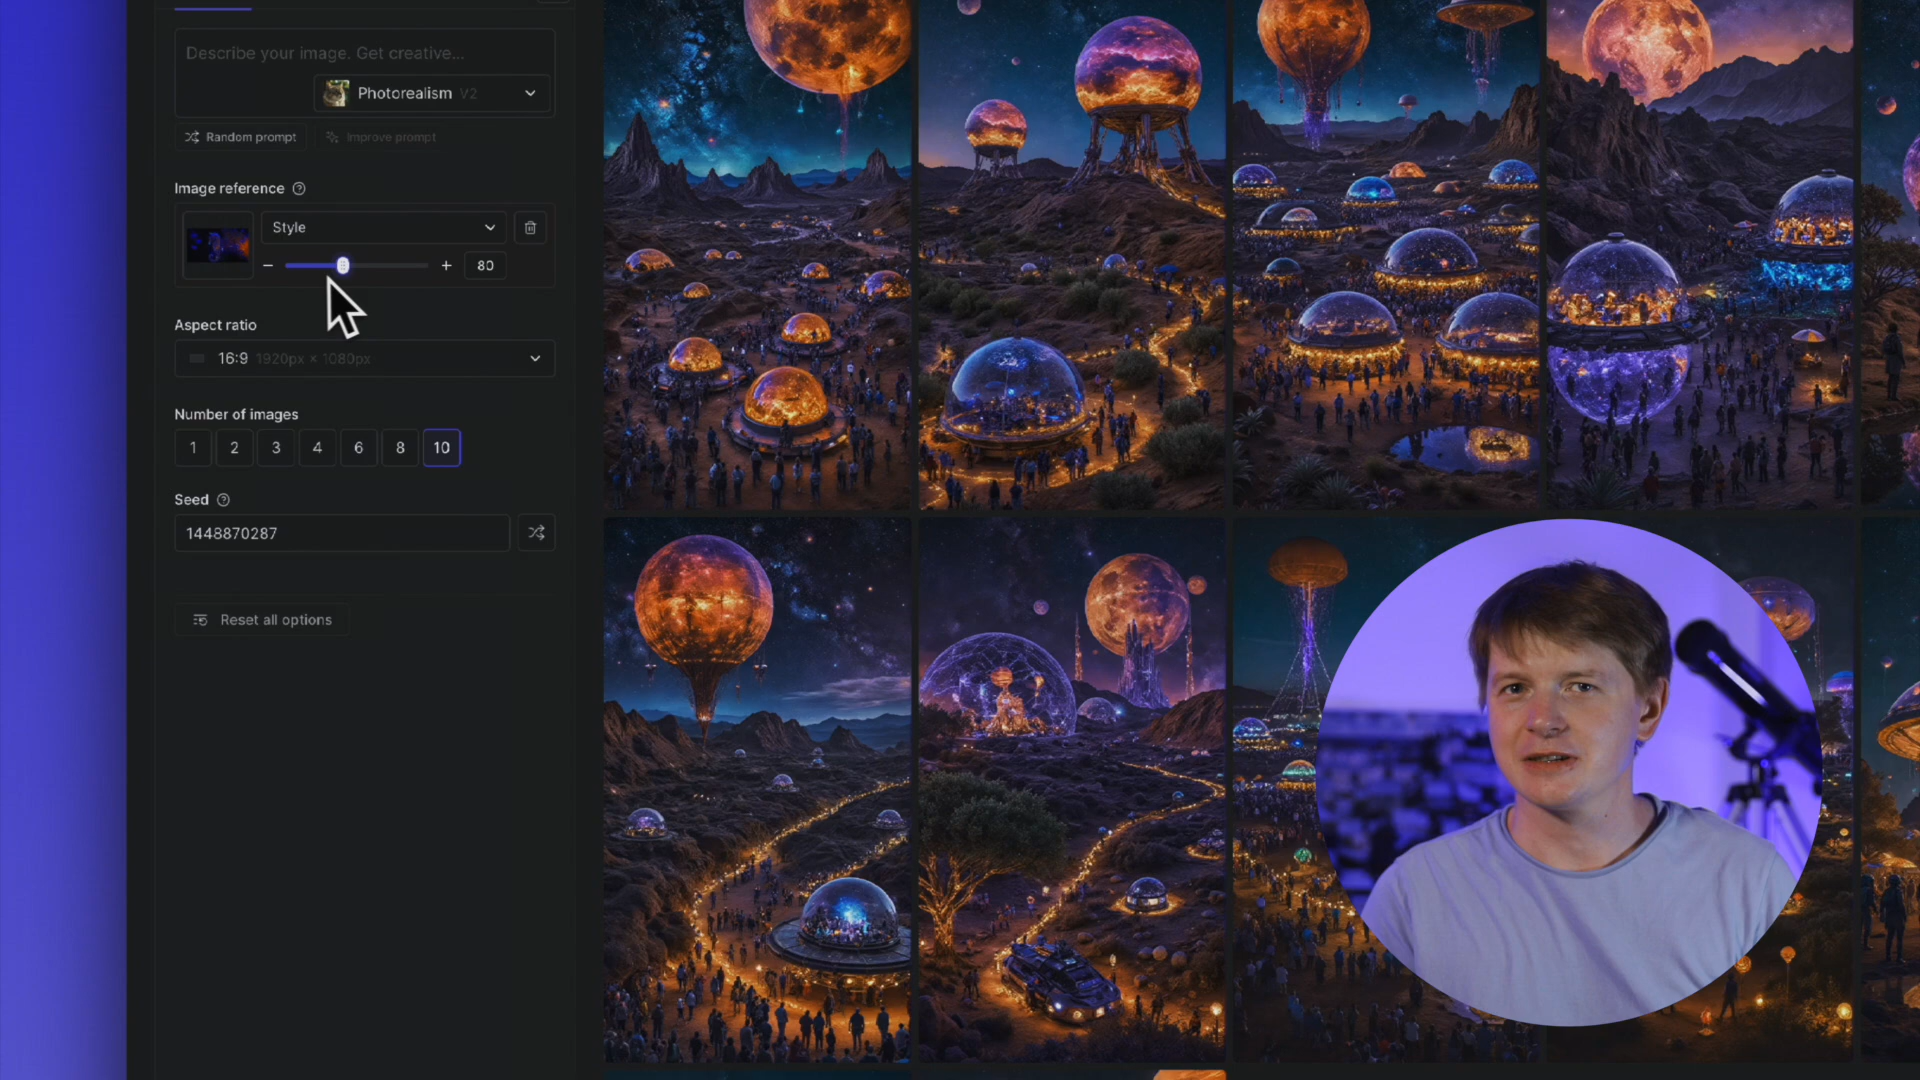 Describe your image. Get creative...
Photorealism V2
Random prompt
Improve prompt
Image reference
Style
80
Aspect ratio
16:9 1920px × 1080px
Number of images
1 2 3 4 6 8 10
Seed
1448870287
Reset all options